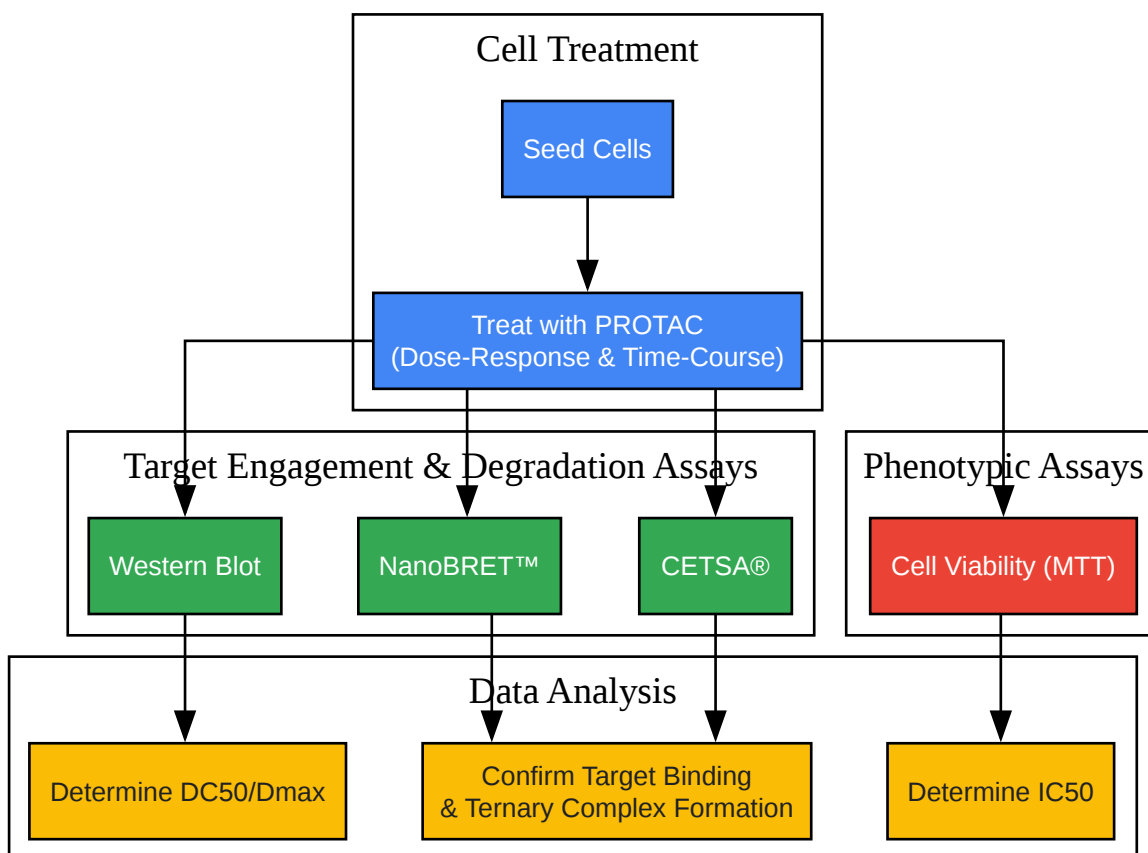 Cell Treatment
Seed Cells
Treat with PROTAC
(Dose-Response & Time-Course)
Target Engagement & Degradation Assays
Phenotypic Assays
Western Blot
NanoBRET™
CETSA®
Cell Viability (MTT)
Data Analysis
Determine DC50/Dmax
Confirm Target Binding
& Ternary Complex Formation
Determine IC50